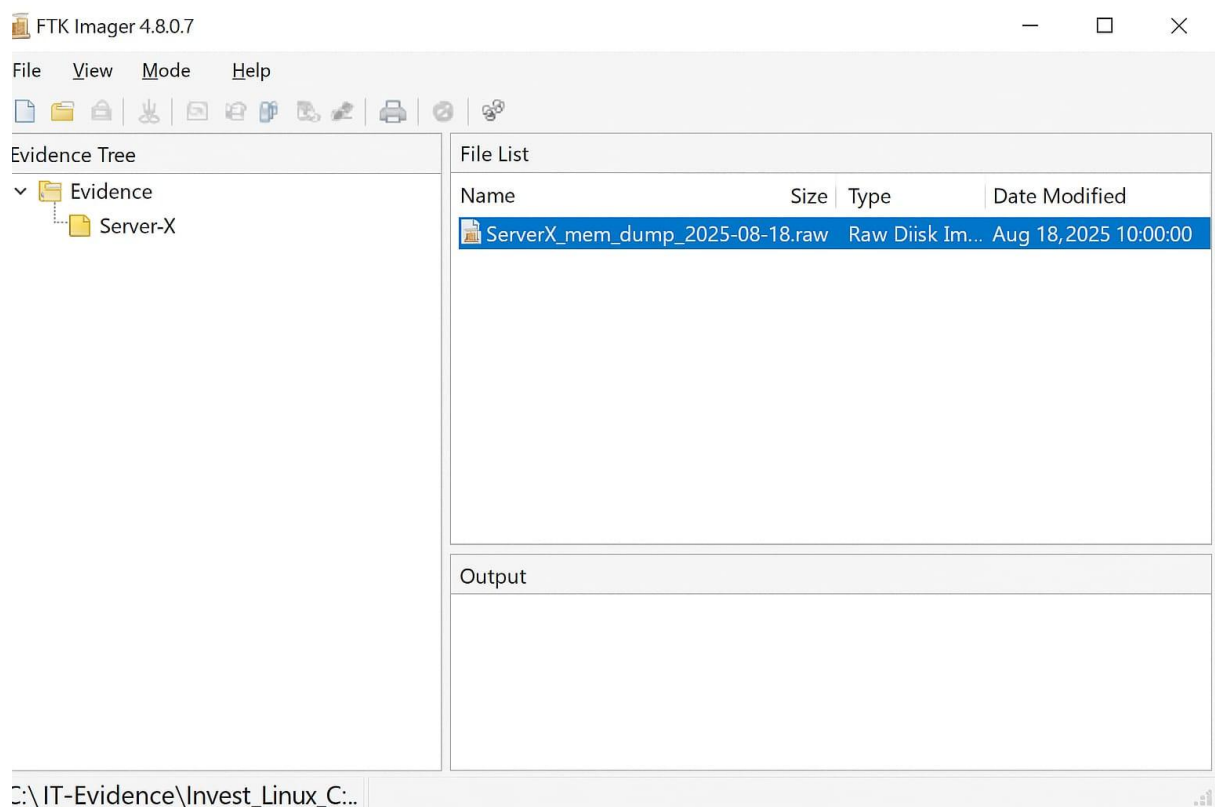 FTK Imager 4.8.0.7
File View Mode Help
Evidence Tree
Evidence
Server-X
File List
Name Size Type Date Modified
ServerX_mem_dump_2025-08-18.raw Raw Diisk Im... Aug 18,2025 10:00:00
Output
C:\ IT-Evidence\Invest_Linux_C:..